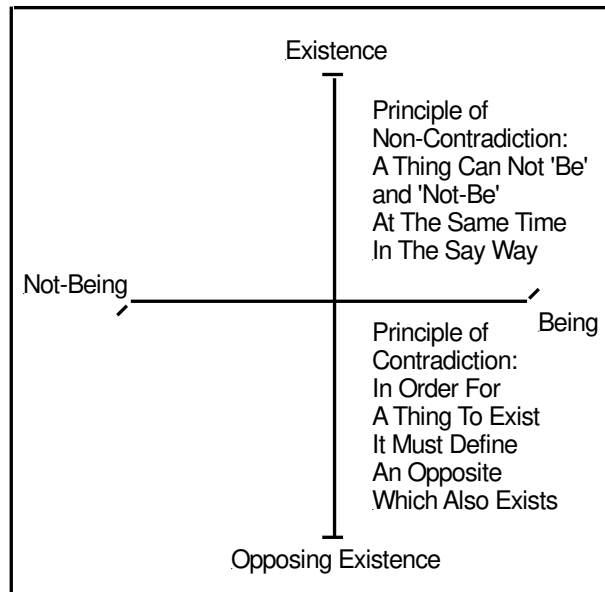 Existence
Principle of
Non-Contradiction:
A Thing Can Not 'Be'
and 'Not-Be'
At The Same Time
In The Say Way
Not-Being
Being
Principle of
Contradiction:
In Order For
A Thing To Exist
It Must Define
An Opposite
Which Also Exists
Opposing Existence